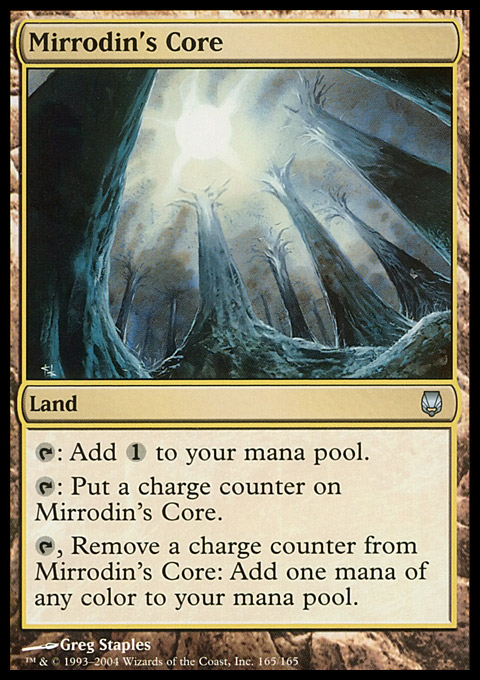 Mirrodin's Core
Land
: Add 1 to your mana pool.
: Put a charge counter on
Mirrodin's Core.
, Remove a charge counter from
Mirrodin's Core: Add one mana of
any color to your mana pool.
Greg Staples
™ & © 1993–2004 Wizards of the Coast, Inc. 165/165